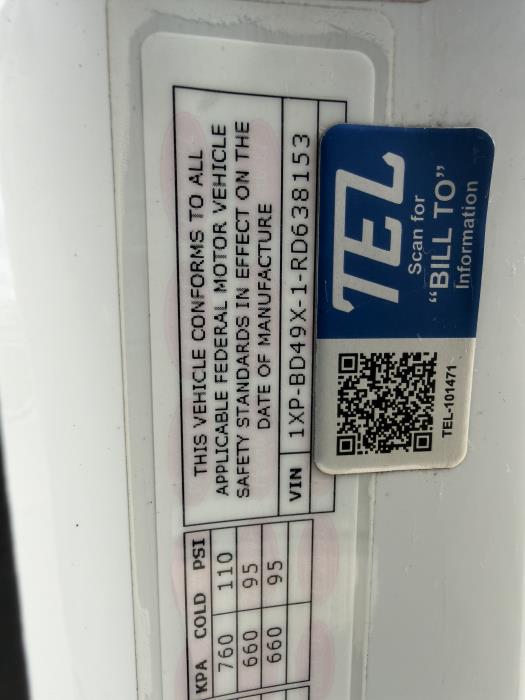 THIS VEHICLE CONFORMS TO ALL
APPLICABLE FEDERAL MOTOR VEHICLE
SAFETY STANDARDS IN EFFECT ON THE
DATE OF MANUFACTURE
VIN 1XP-BD49X-1-RD638153
KPA COLD PSI
760 110
660 95
660 95
TEL
Scan for
“BILL TO”
Information
TEL-101471